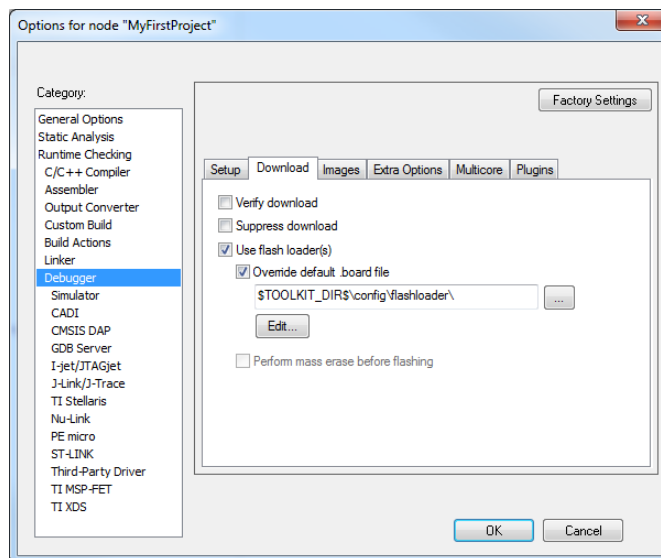 Options for node "MyFirstProject"
Category:
General Options
Static Analysis
Runtime Checking
C/C++ Compiler
Assembler
Output Converter
Custom Build
Build Actions
Linker
Debugger
Simulator
CADI
CMSIS DAP
GDB Server
I-jet/JTAGjet
J-Link/J-Trace
TI Stellaris
Nu-Link
PE micro
ST-LINK
Third-Party Driver
TI MSP-FET
TI XDS
Factory Settings
Setup Download Images Extra Options Multicore Plugins
Verify download
Suppress download
Use flash loader(s)
Override default .board file
$TOOLKIT_DIR$\config\flashloader\
...
Edit...
Perform mass erase before flashing
OK Cancel